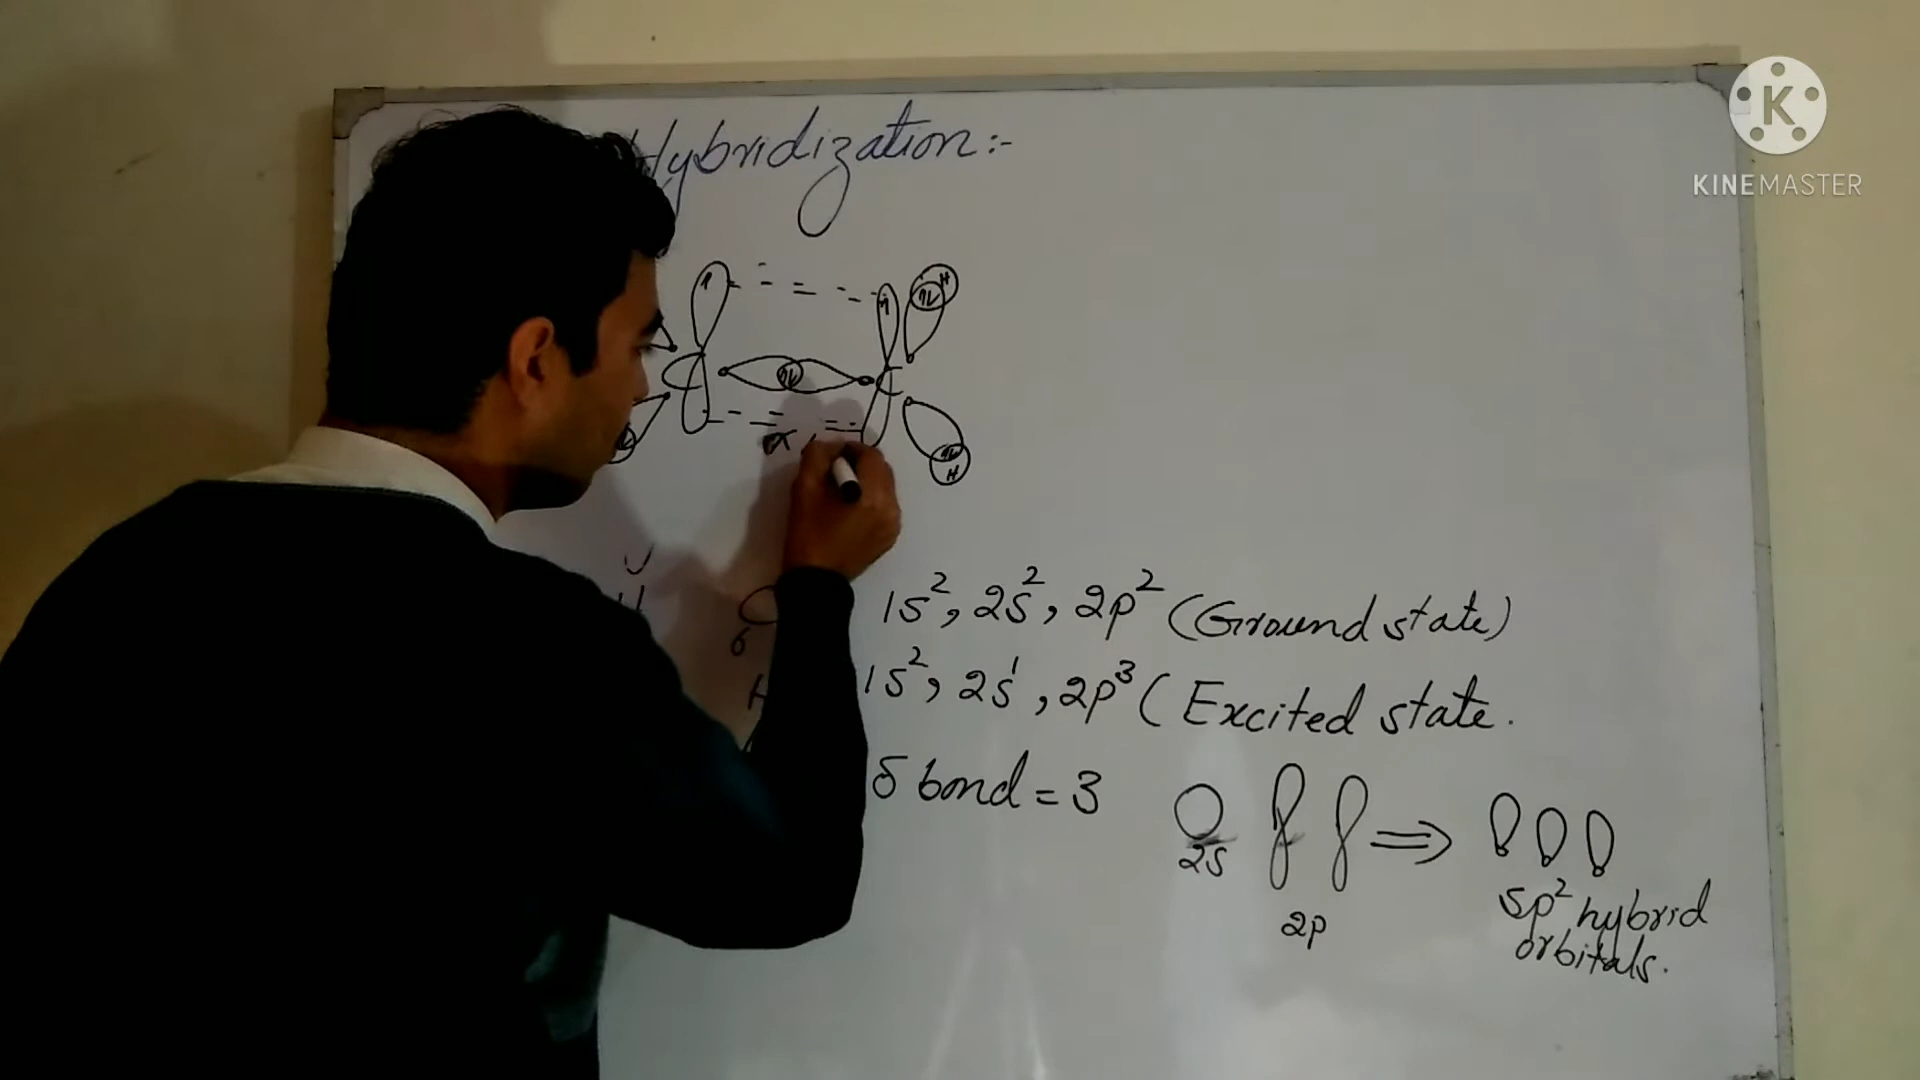 Hybridization:-
KINEMASTER
H
H
1s², 2s², 2p² (Ground state)
1s², 2s¹, 2p³ (Excited state.
δ bond = 3
2s
2p
sp² hybrid
orbitals.